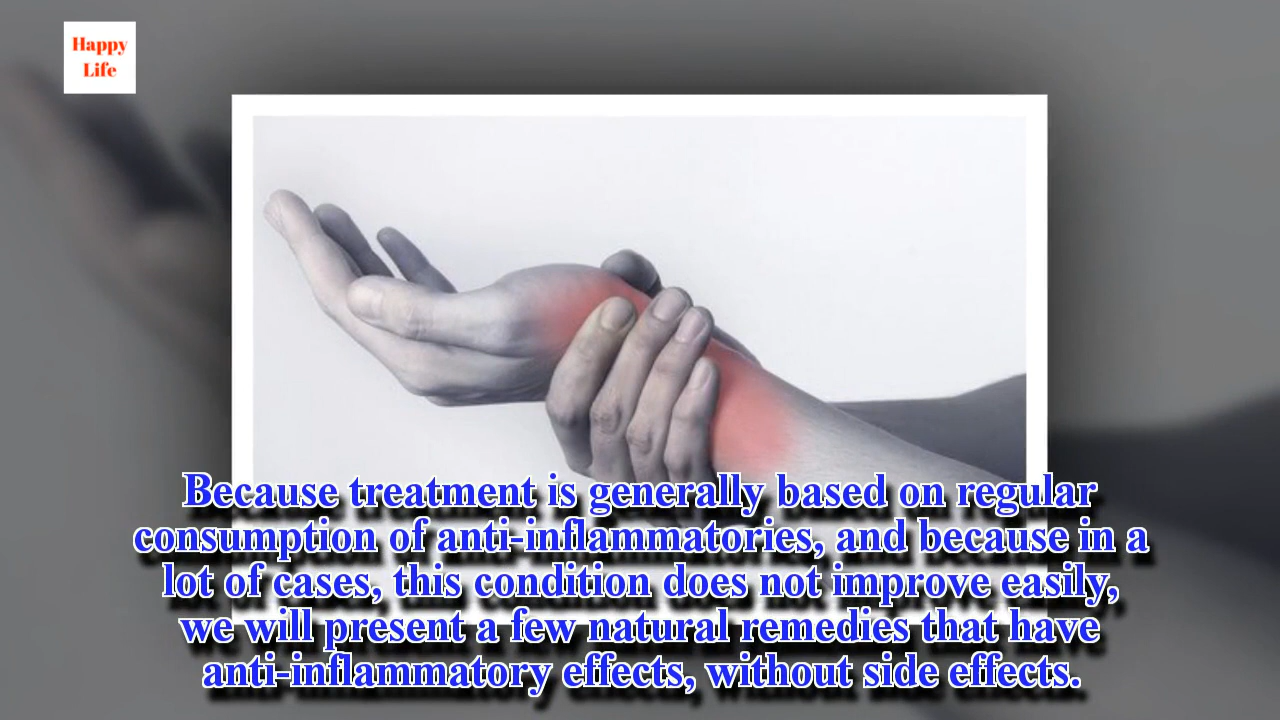 Happy
Life
Because treatment is generally based on regular
consumption of anti-inflammatories, and because in a
lot of cases, this condition does not improve easily,
we will present a few natural remedies that have
anti-inflammatory effects, without side effects.